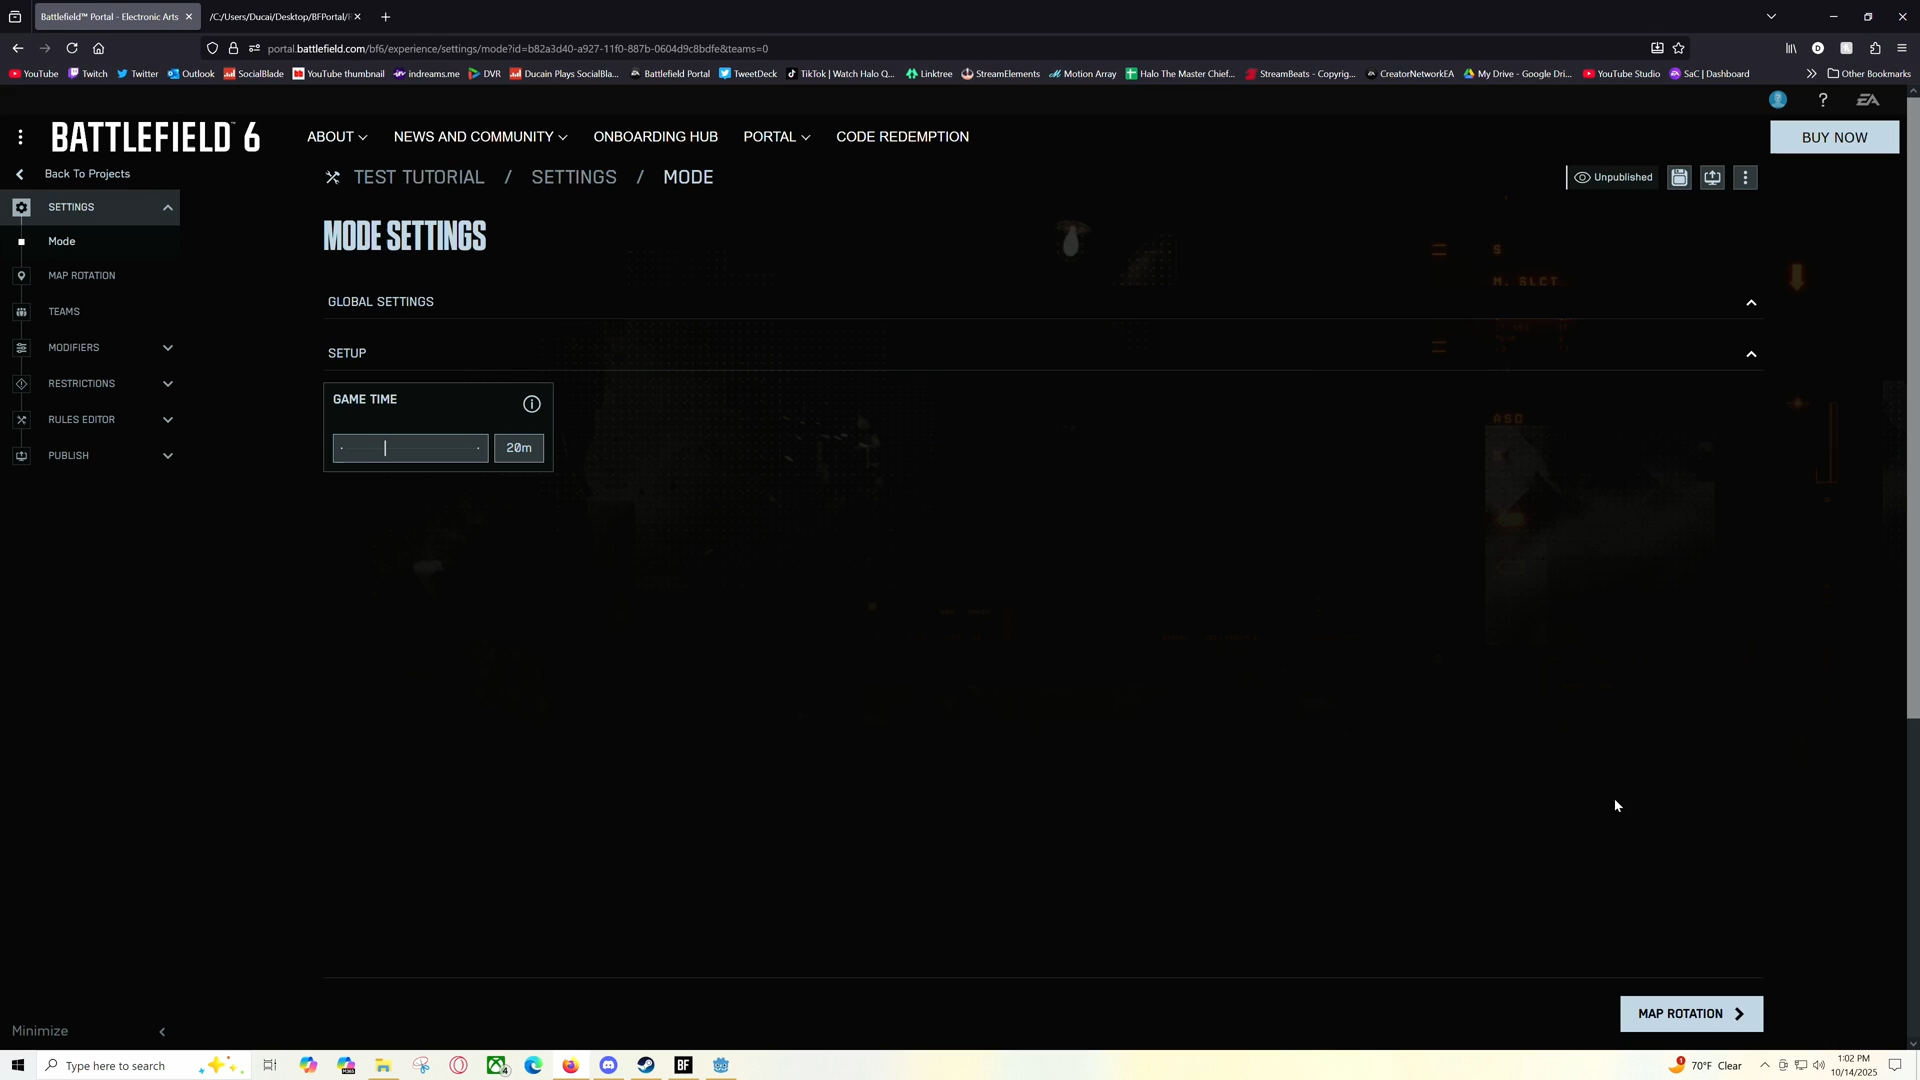 Battlefield™ Portal - Electronic Arts
/C:/Users/Ducai/Desktop/BFPortal/
portal.battlefield.com/bf6/experience/settings/mode?id=b82a3d40-a927-11f0-887b-0604d9c8bdfe&teams=0
YouTube
Twitch
Twitter
Outlook
SocialBlade
YouTube thumbnail
indreams.me
DVR
Ducain Plays SocialBla...
Battlefield Portal
TweetDeck
TikTok | Watch Halo Q...
Linktree
StreamElements
Motion Array
Halo The Master Chief...
StreamBeats - Copyrig...
CreatorNetworkEA
My Drive - Google Dri...
YouTube Studio
SaC | Dashboard
Other Bookmarks
BATTLEFIELD 6
ABOUT
NEWS AND COMMUNITY
ONBOARDING HUB
PORTAL
CODE REDEMPTION
BUY NOW
Back To Projects
TEST TUTORIAL / SETTINGS / MODE
Unpublished
SETTINGS
Mode
MAP ROTATION
TEAMS
MODIFIERS
RESTRICTIONS
RULES EDITOR
PUBLISH
MODE SETTINGS
S
M. SLCT
GLOBAL SETTINGS
SETUP
GAME TIME
20m
ASD
MAP ROTATION
Minimize
Type here to search
BF
70°F Clear
1:02 PM
10/14/2025